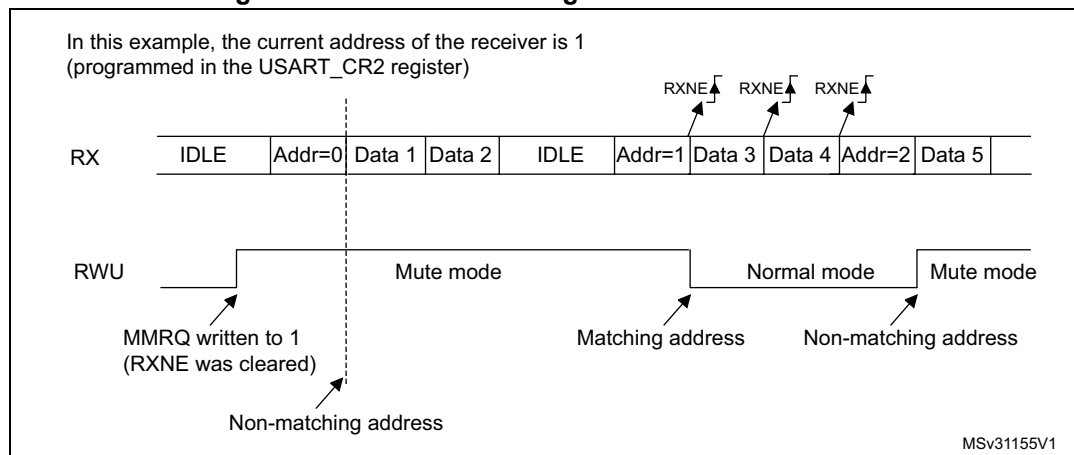 In this example, the current address of the receiver is 1
(programmed in the USART_CR2 register)
RXNE RXNE RXNE
RX IDLE Addr=0 Data 1 Data 2 IDLE Addr=1 Data 3 Data 4 Addr=2 Data 5
RWU Mute mode Normal mode Mute mode
MMRQ written to 1 Matching address Non-matching address
(RXNE was cleared)
Non-matching address
MSv31155V1